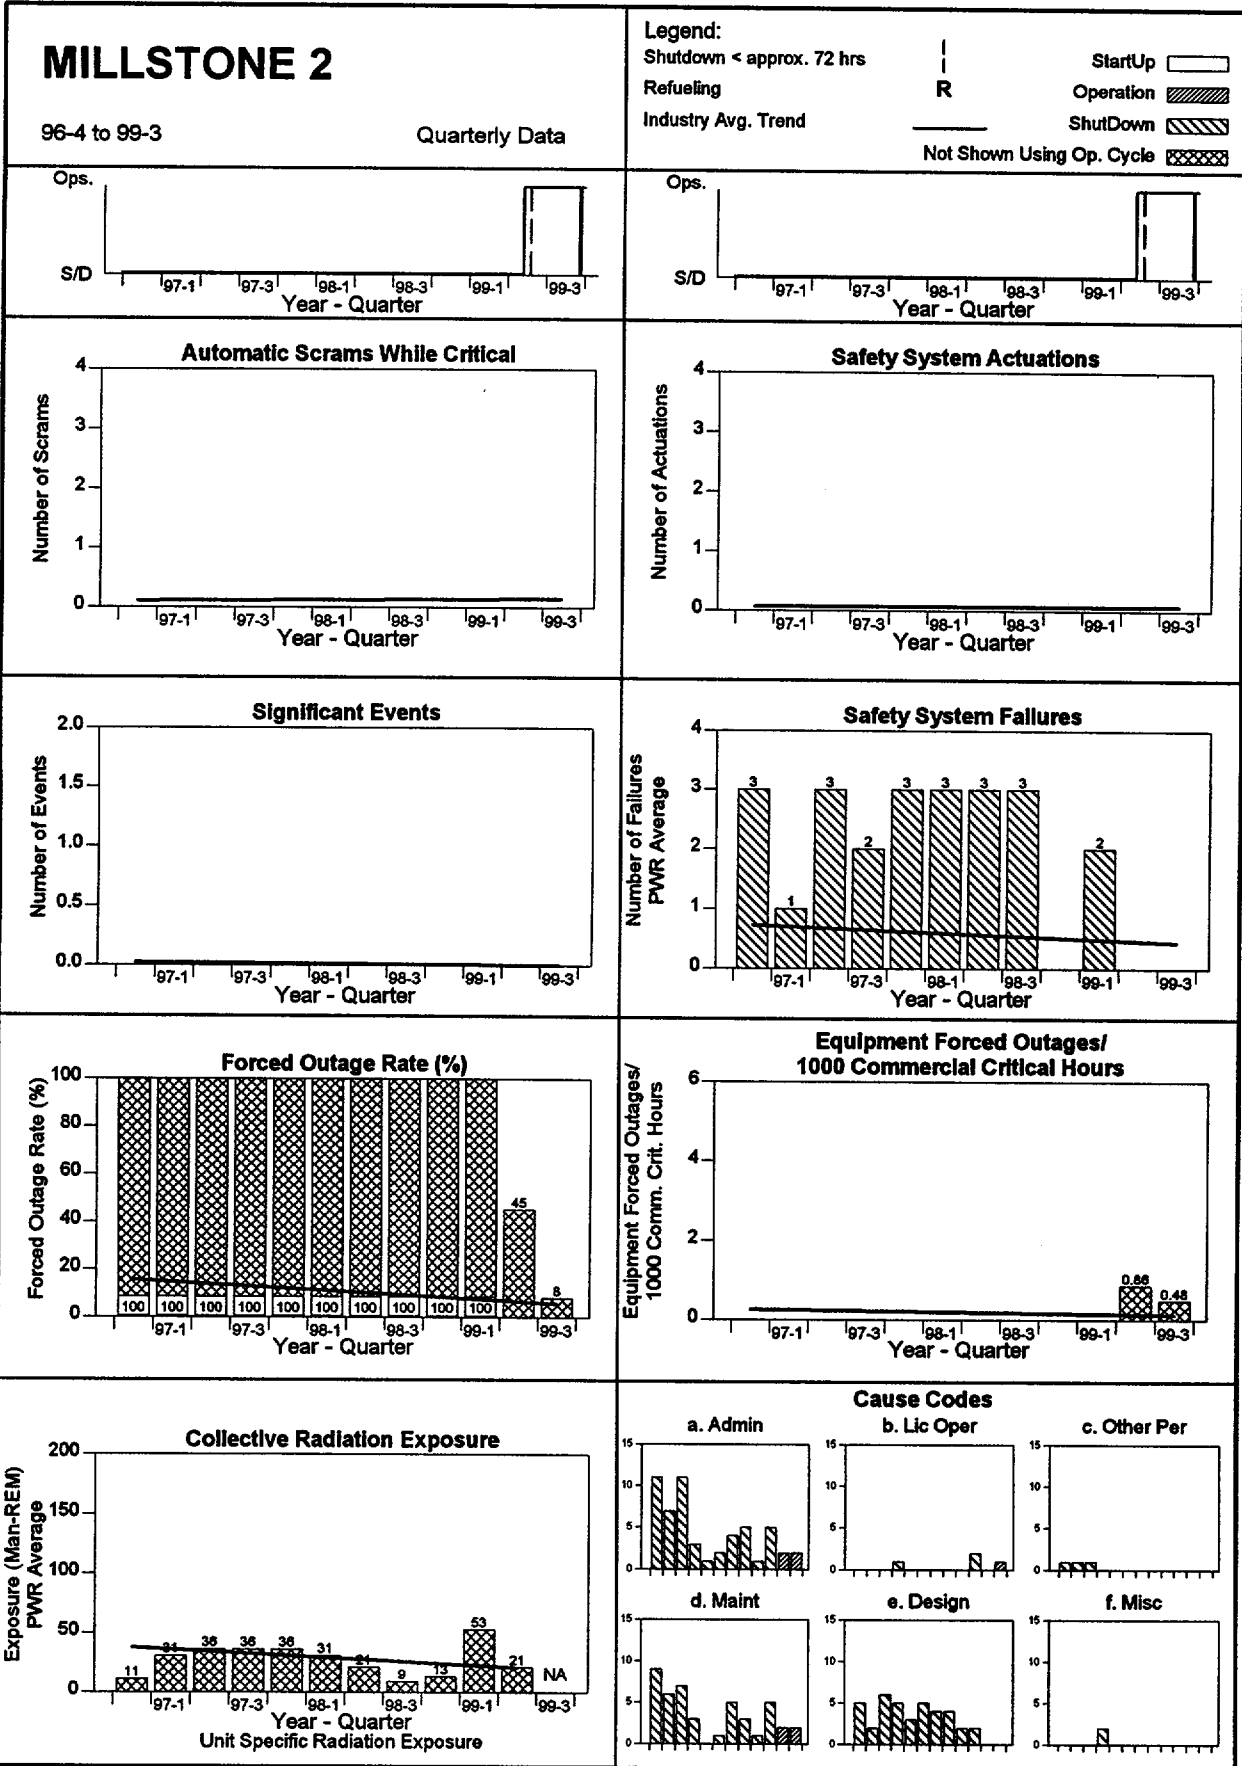 MILLSTONE 2
96-4 to 99-3
Quarterly Data
Legend:
Shutdown < approx. 72 hrs
Refueling
R
Industry Avg. Trend
StartUp
Operation
ShutDown
Not Shown Using Op. Cycle
Ops.
S/D
97-1 97-3 98-1 98-3 99-1 99-3
Year - Quarter
Ops.
S/D
97-1 97-3 98-1 98-3 99-1 99-3
Year - Quarter
Automatic Scrams While Critical
Number of Scrams
4
3
2
1
0
97-1 97-3 98-1 98-3 99-1 99-3
Year - Quarter
Safety System Actuations
Number of Actuations
4
3
2
1
0
97-1 97-3 98-1 98-3 99-1 99-3
Year - Quarter
Significant Events
Number of Events
2.0
1.5
1.0
0.5
0.0
97-1 97-3 98-1 98-3 99-1 99-3
Year - Quarter
Safety System Failures
Number of Failures
PWR Average
4
3
2
1
0
3 1 3 2 3 3 3 3 2
97-1 97-3 98-1 98-3 99-1 99-3
Year - Quarter
Forced Outage Rate (%)
Forced Outage Rate (%)
100
80
60
40
20
0
100 100 100 100 100 100 100 100 100 100 45 8
97-1 97-3 98-1 98-3 99-1 99-3
Year - Quarter
Equipment Forced Outages/
1000 Commercial Critical Hours
Equipment Forced Outages/
1000 Comm. Crit. Hours
6
4
2
0
0.86 0.48
97-1 97-3 98-1 98-3 99-1 99-3
Year - Quarter
Collective Radiation Exposure
Exposure (Man-REM)
PWR Average
200
150
100
50
0
11 31 36 36 36 31 21 9 13 53 21 NA
97-1 97-3 98-1 98-3 99-1 99-3
Year - Quarter
Unit Specific Radiation Exposure
Cause Codes
a. Admin
15
10
5
0
b. Lic Oper
15
10
5
0
c. Other Per
15
10
5
0
d. Maint
15
10
5
0
e. Design
15
10
5
0
f. Misc
15
10
5
0